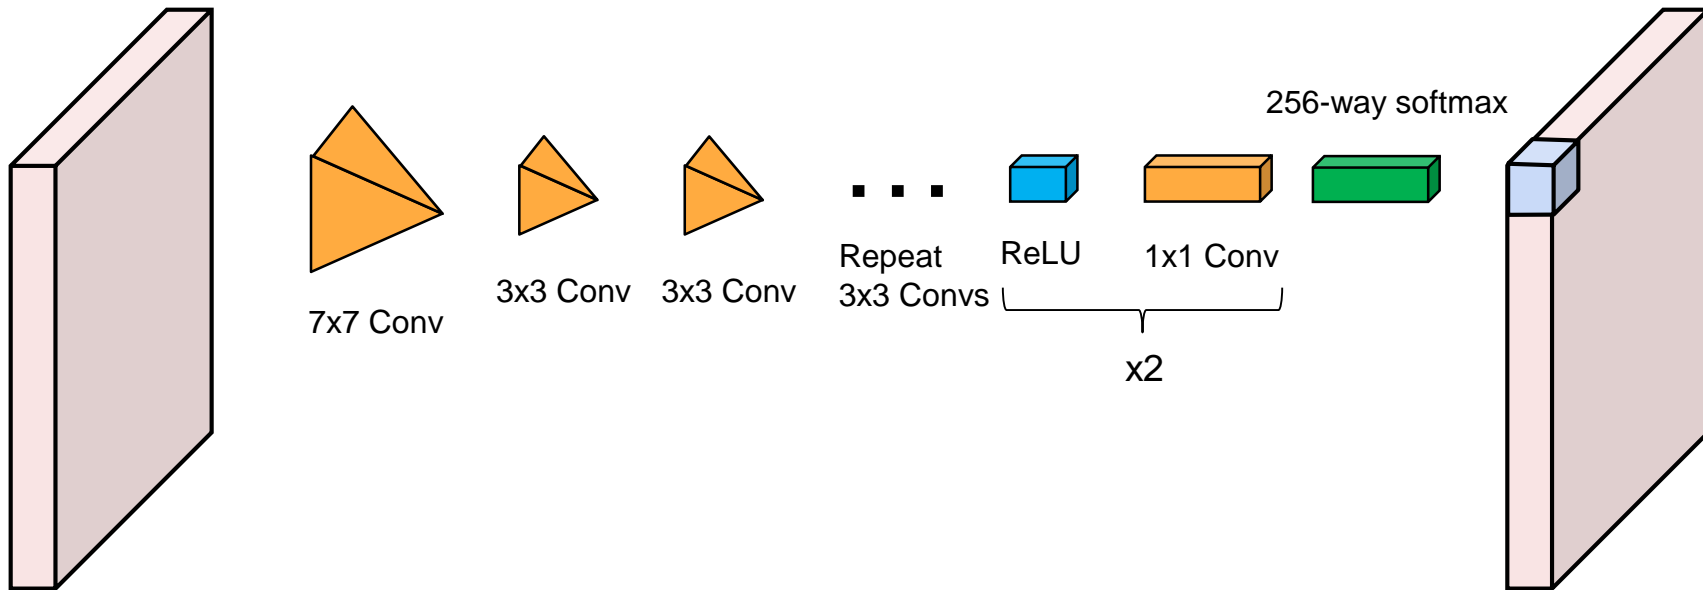 7x7 Conv
3x3 Conv
3x3 Conv
Repeat
3x3 Convs
ReLU
1x1 Conv
x2
256-way softmax